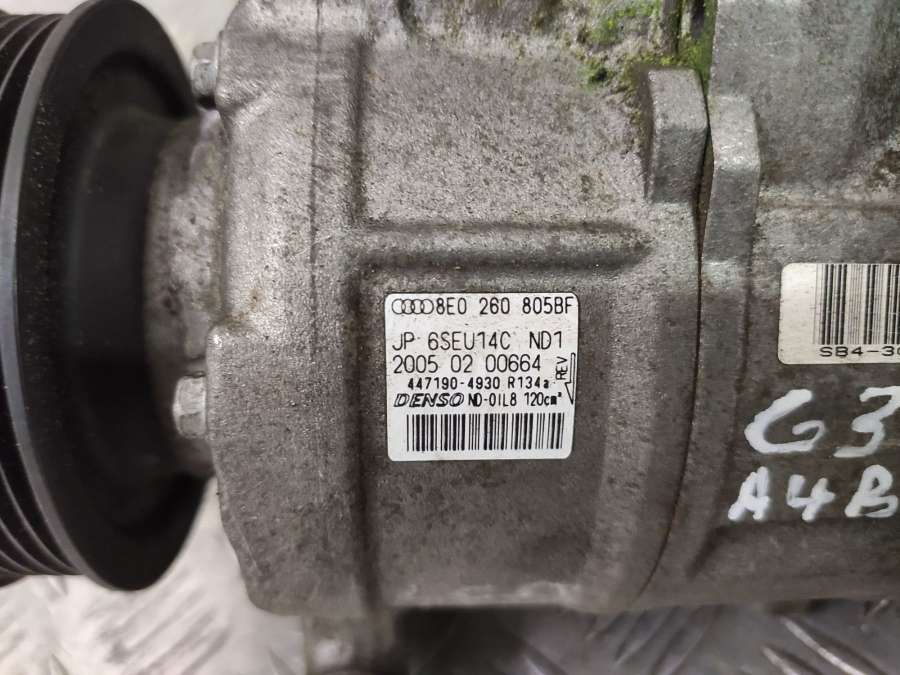 8E0 260 805BF
JP 6SEU14C ND1
2005 02 00664
REV
447190-4930 R134a
DENSO ND-OIL8 120cm³
SB4-
G3
A4B